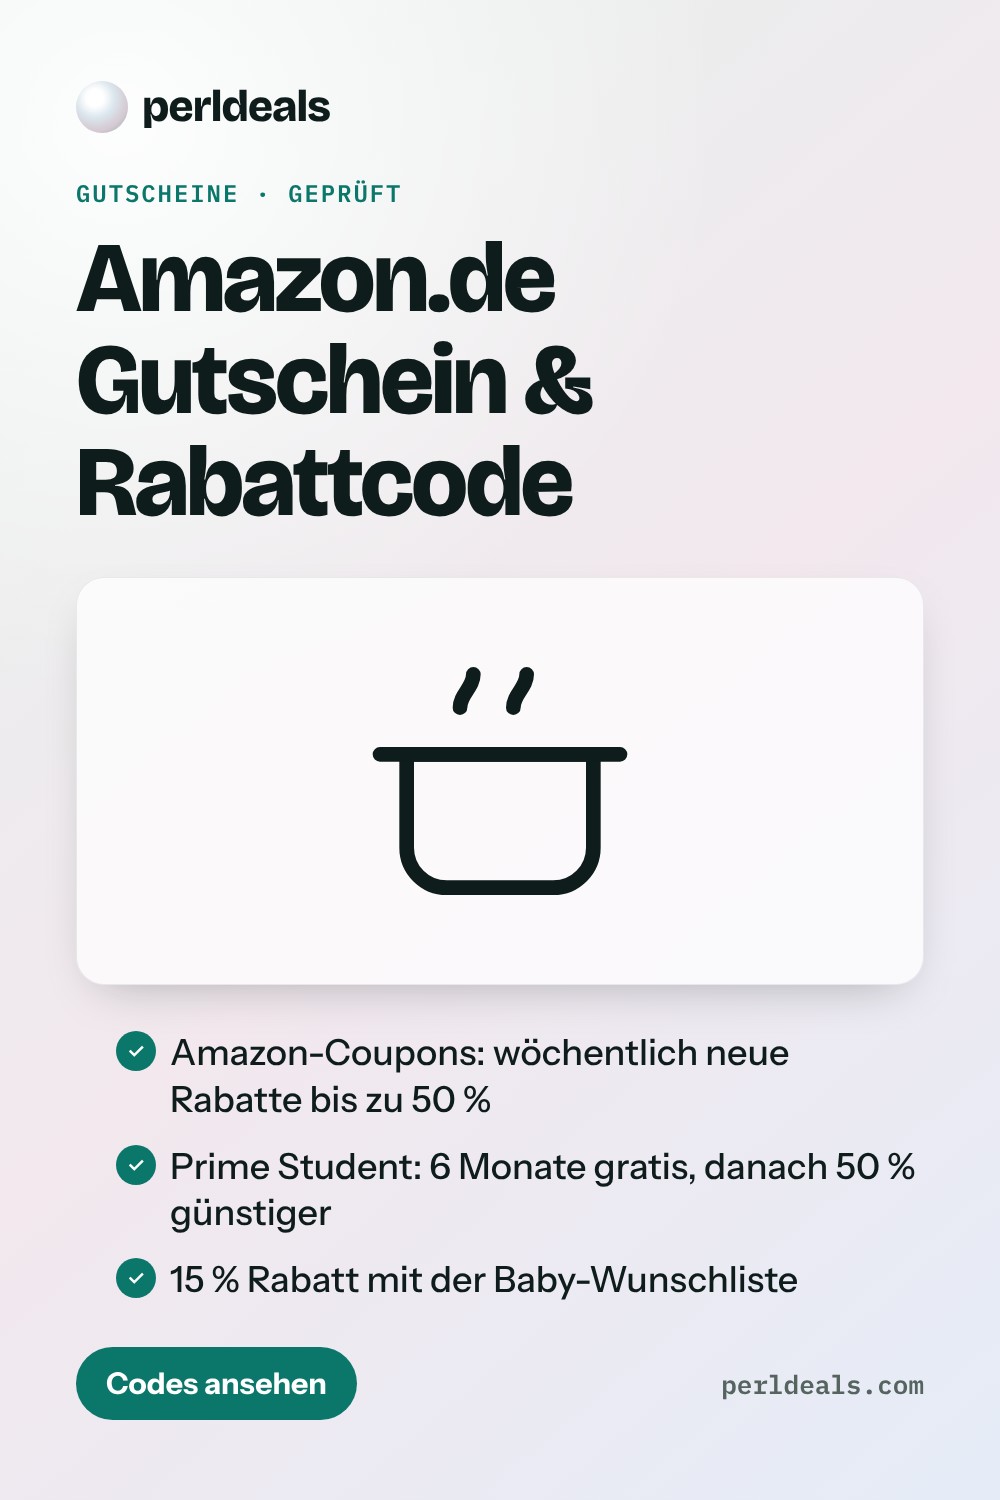 perldeals
GUTSCHEINE · GEPRÜFT
Amazon.de
Gutschein &
Rabattcode
Amazon-Coupons: wöchentlich neue
Rabatte bis zu 50 %
Prime Student: 6 Monate gratis, danach 50 %
günstiger
15 % Rabatt mit der Baby-Wunschliste
Codes ansehen
perldeals.com